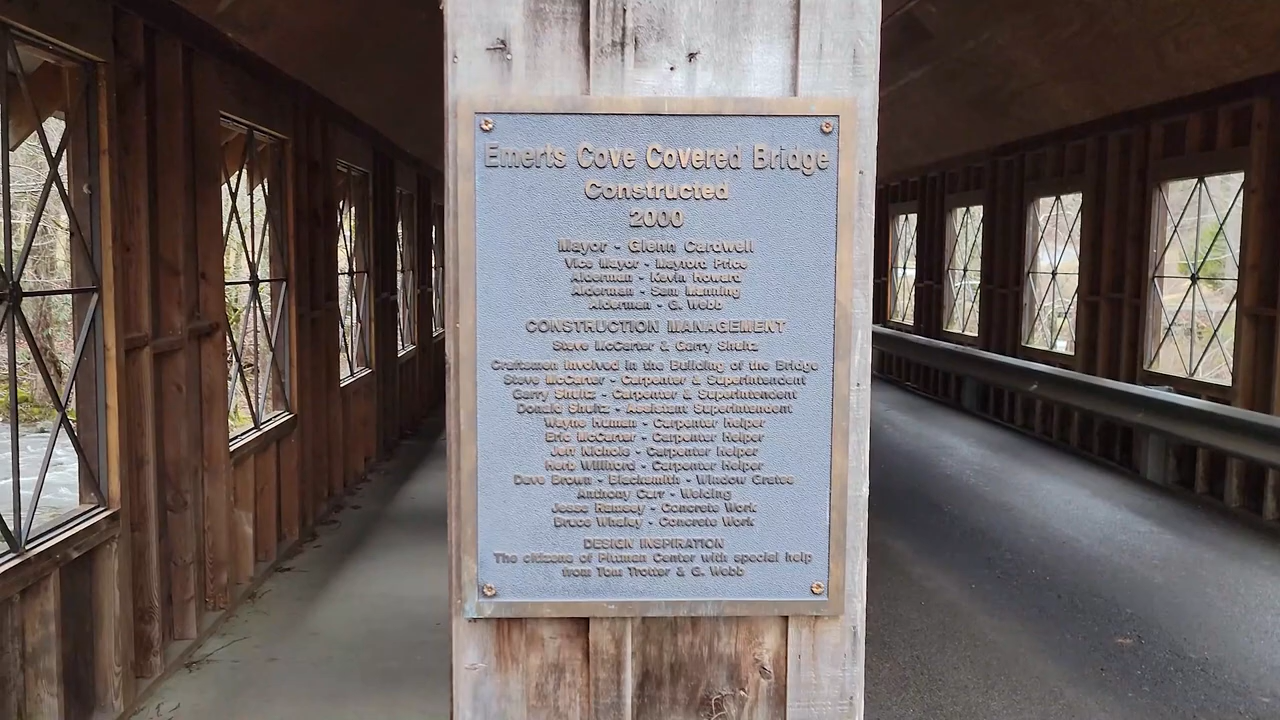 Emerts Cove Covered Bridge
Constructed
2000
Mayor - Glenn Cardwell
Vice Mayor - Mayford Price
Alderman - Kevin Howard
Alderman - Sam Manning
Alderman - G. Webb
CONSTRUCTION MANAGEMENT
Steve McCarter & Garry Shultz
Craftsmen Involved in the Building of the Bridge
Steve McCarter - Carpenter & Superintendent
Garry Shultz - Carpenter & Superintendent
Donald Shultz - Assistant Superintendent
Wayne Human - Carpenter Helper
Eric McCarter - Carpenter Helper
Jeff Nichols - Carpenter Helper
Herb Williford - Carpenter Helper
Dave Brown - Blacksmith - Window Grates
Anthony Carr - Welding
Jesse Ramsey - Concrete Work
Bruce Whaley - Concrete Work
DESIGN INSPIRATION
The citizens of Pittman Center with special help
from Tom Trotter & G. Webb